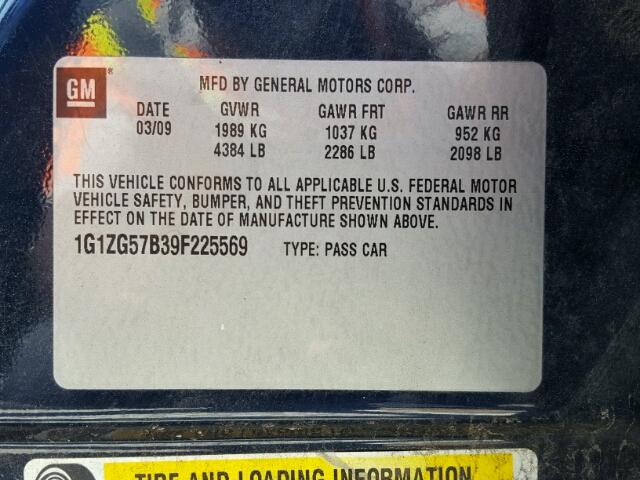 GM ®
MFD BY GENERAL MOTORS CORP.
DATE GVWR GAWR FRT GAWR RR
03/09 1989 KG 1037 KG 952 KG
4384 LB 2286 LB 2098 LB
THIS VEHICLE CONFORMS TO ALL APPLICABLE U.S. FEDERAL MOTOR
VEHICLE SAFETY, BUMPER, AND THEFT PREVENTION STANDARDS IN
EFFECT ON THE DATE OF MANUFACTURE SHOWN ABOVE.
1G1ZG57B39F225569 TYPE: PASS CAR
TIRE AND LOADING INFORMATION